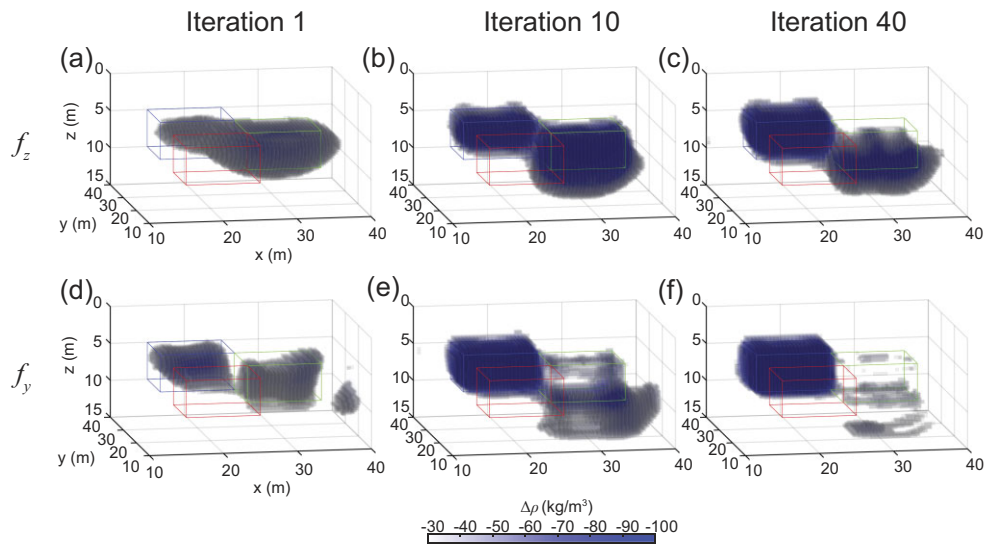 Iteration 1 Iteration 10 Iteration 40
(a) (b) (c)
f_z
z (m) 0 5 10 15
y (m) 40 30 20 10
10 20 30 40
x (m)
0 5 10 15
40 30 20 10
20 30 40
0 5 10 15
40 30 20 10
20 30 40
(d) (e) (f)
f_y
z (m) 0 5 10 15
y (m) 40 30 20 10
10 20 30 40
x (m)
0 5 10 15
40 30 20 10
20 30 40
0 5 10 15
40 30 20 10
20 30 40
Δρ (kg/m³)
-30 -40 -50 -60 -70 -80 -90 -100